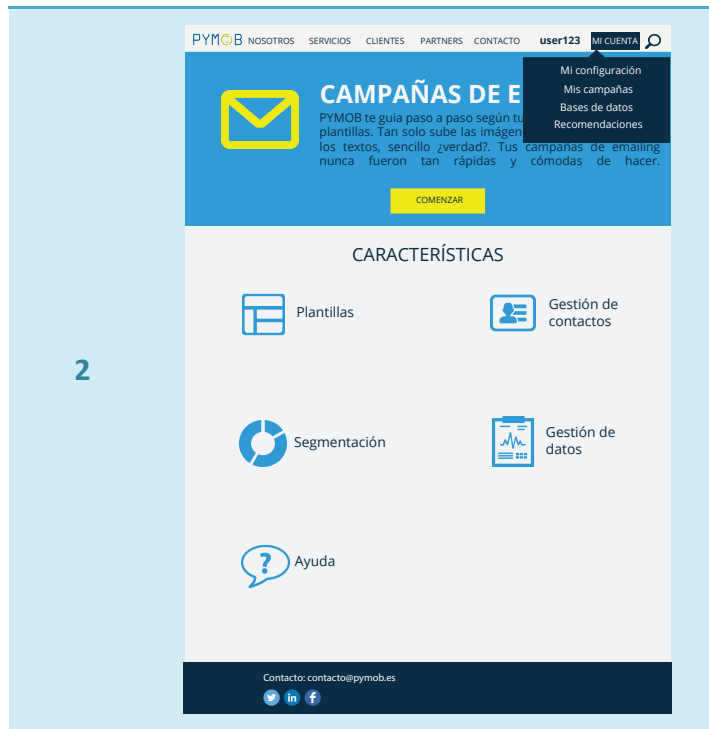 PYMOB NOSOTROS SERVICIOS CLIENTES PARTNERS CONTACTO user123 MI CUENTA
Mi configuración
Mis campañas
Bases de datos
Recomendaciones
CAMPAÑAS DE E
PYMOB te guia paso a paso según tu
plantillas. Tan solo sube las imágen
los textos, sencillo ¿verdad?. Tus campañas de emailing
nunca fueron tan rápidas y cómodas de hacer.
COMENZAR
CARACTERÍSTICAS
Plantillas
Gestión de
contactos
2
Segmentación
Gestión de
datos
?
Ayuda
Contacto: contacto@pymob.es
in f